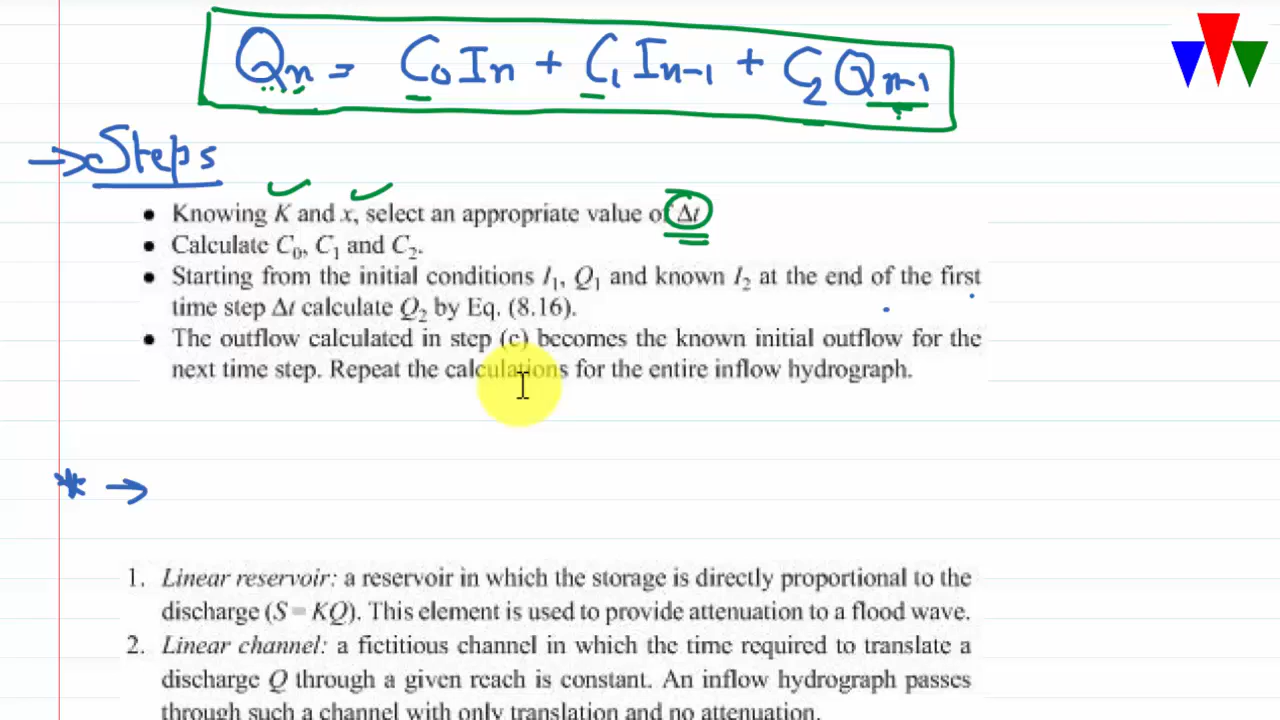 Qn = C₀In + C₁In-1 + C₂Qn-1
→ Steps
• Knowing K and x, select an appropriate value of Δt
• Calculate C₀, C₁ and C₂.
• Starting from the initial conditions I₁, Q₁ and known I₂ at the end of the first
time step Δt calculate Q₂ by Eq. (8.16).
• The outflow calculated in step (c) becomes the known initial outflow for the
next time step. Repeat the calculations for the entire inflow hydrograph.
* →
1. Linear reservoir: a reservoir in which the storage is directly proportional to the
discharge (S = KQ). This element is used to provide attenuation to a flood wave.
2. Linear channel: a fictitious channel in which the time required to translate a
discharge Q through a given reach is constant. An inflow hydrograph passes
through such a channel with only translation and no attenuation.